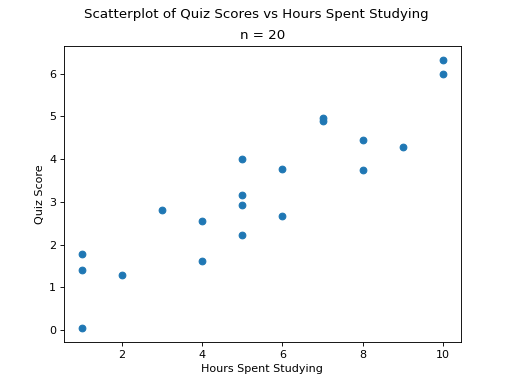 Scatterplot of Quiz Scores vs Hours Spent Studying
n = 20
6
5
4
3
2
1
0
Quiz Score
2 4 6 8 10
Hours Spent Studying